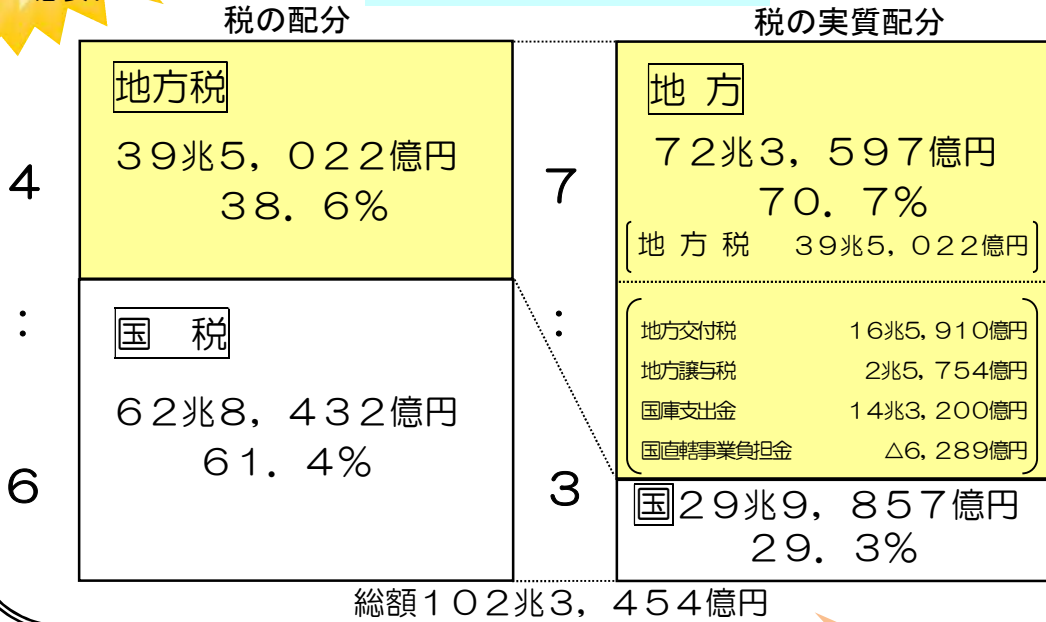 税の配分
税の実質配分
4
：
6
地方税
３９兆５，０２２億円
３８．６％
国　税
６２兆８，４３２億円
６１．４％
7
：
3
地 方
７２兆３，５９７億円
７０．７％
地 方 税　３９兆５，０２２億円
地方交付税　１６兆５，９１０億円
地方譲与税　２兆５，７５４億円
国庫支出金　１４兆３，２００億円
国直轄事業負担金　△６，２８９億円
国２９兆９，８５７億円
２９．３％
総額１０２兆３，４５４億円